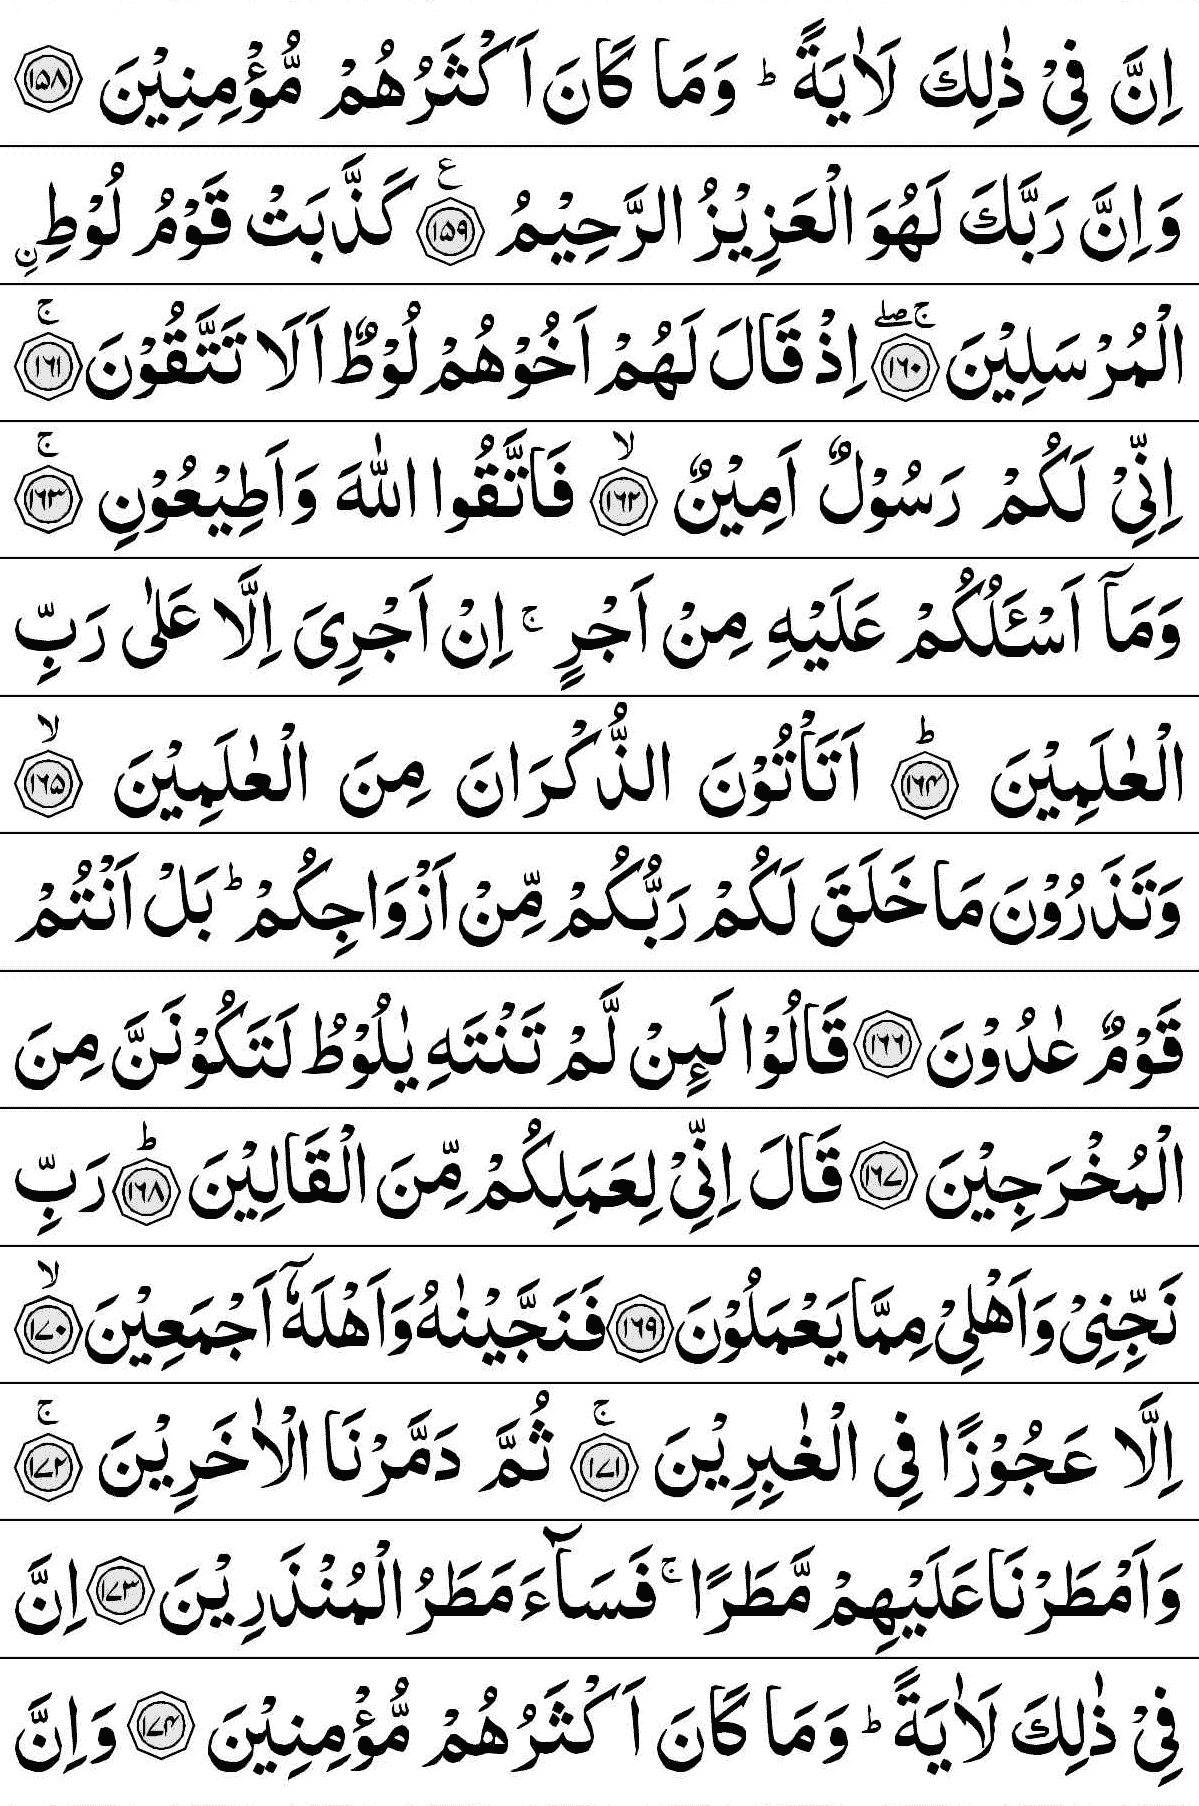 اِنَّ فِیْ ذٰلِكَ لَاٰیَةً ؕ وَمَا كَانَ اَكْثَرُهُمْ مُّؤْمِنِیْنَ ﴿۱۵۸﴾
وَاِنَّ رَبَّكَ لَهُوَ الْعَزِیْزُ الرَّحِیْمُ ﴿۱۵۹﴾ ع كَذَّبَتْ قَوْمُ لُوْطِ ۣ
الْمُرْسَلِیْنَ ﴿۱۶۰﴾ ۚۖ اِذْ قَالَ لَهُمْ اَخُوْهُمْ لُوْطٌ اَلَا تَتَّقُوْنَ ﴿۱۶۱﴾ ۚ
اِنِّیْ لَكُمْ رَسُوْلٌ اَمِیْنٌ ﴿۱۶۲﴾ ۙ فَاتَّقُوا اللّٰهَ وَاَطِیْعُوْنِ ﴿۱۶۳﴾ ۚ
وَمَاۤ اَسْـَٔلُكُمْ عَلَیْهِ مِنْ اَجْرٍ ۚ اِنْ اَجْرِیَ اِلَّا عَلٰی رَبِّ
الْعٰلَمِیْنَ ﴿۱۶۴﴾ ؕ اَتَاْتُوْنَ الذُّكْرَانَ مِنَ الْعٰلَمِیْنَ ﴿۱۶۵﴾ ۙ
وَتَذَرُوْنَ مَا خَلَقَ لَكُمْ رَبُّكُمْ مِّنْ اَزْوَاجِكُمْ ؕ بَلْ اَنْتُمْ
قَوْمٌ عٰدُوْنَ ﴿۱۶۶﴾ قَالُوْا لَىِٕنْ لَّمْ تَنْتَهِ یٰلُوْطُ لَتَكُوْنَنَّ مِنَ
الْمُخْرَجِیْنَ ﴿۱۶۷﴾ قَالَ اِنِّیْ لِعَمَلِكُمْ مِّنَ الْقَالِیْنَ ﴿۱۶۸﴾ ؕ رَبِّ
نَجِّنِیْ وَاَهْلِیْ مِمَّا یَعْمَلُوْنَ ﴿۱۶۹﴾ فَنَجَّیْنٰهُ وَاَهْلَهٗۤ اَجْمَعِیْنَ ﴿۱۷۰﴾ ۙ
اِلَّا عَجُوْزًا فِی الْغٰبِرِیْنَ ﴿۱۷۱﴾ ۚ ثُمَّ دَمَّرْنَا الْاٰخَرِیْنَ ﴿۱۷۲﴾ ۚ
وَاَمْطَرْنَا عَلَیْهِمْ مَّطَرًا ۚ فَسَآءَ مَطَرُ الْمُنْذَرِیْنَ ﴿۱۷۳﴾ اِنَّ
فِیْ ذٰلِكَ لَاٰیَةً ؕ وَمَا كَانَ اَكْثَرُهُمْ مُّؤْمِنِیْنَ ﴿۱۷۴﴾ وَاِنَّ